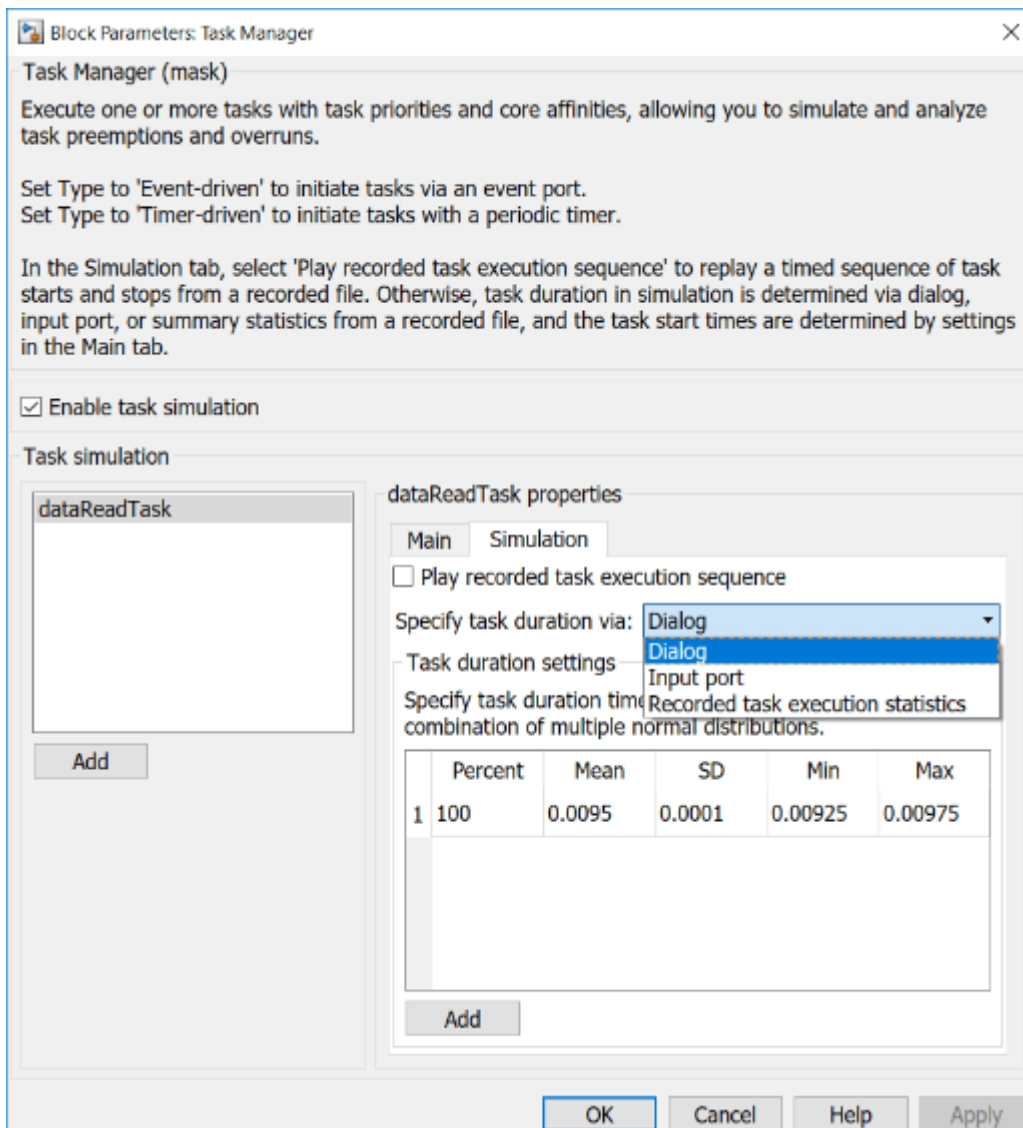 Block Parameters: Task Manager
Task Manager (mask)
Execute one or more tasks with task priorities and core affinities, allowing you to simulate and analyze
task preemptions and overruns.
Set Type to 'Event-driven' to initiate tasks via an event port.
Set Type to 'Timer-driven' to initiate tasks with a periodic timer.
In the Simulation tab, select 'Play recorded task execution sequence' to replay a timed sequence of task
starts and stops from a recorded file. Otherwise, task duration in simulation is determined via dialog,
input port, or summary statistics from a recorded file, and the task start times are determined by settings
in the Main tab.
Enable task simulation
Task simulation
dataReadTask
Add
dataReadTask properties
Main Simulation
Play recorded task execution sequence
Specify task duration via: Dialog
Dialog
Input port
Recorded task execution statistics
Task duration settings
Specify task duration
combination of multiple normal distributions.
Percent Mean SD Min Max
1 100 0.0095 0.0001 0.00925 0.00975
Add
OK Cancel Help Apply